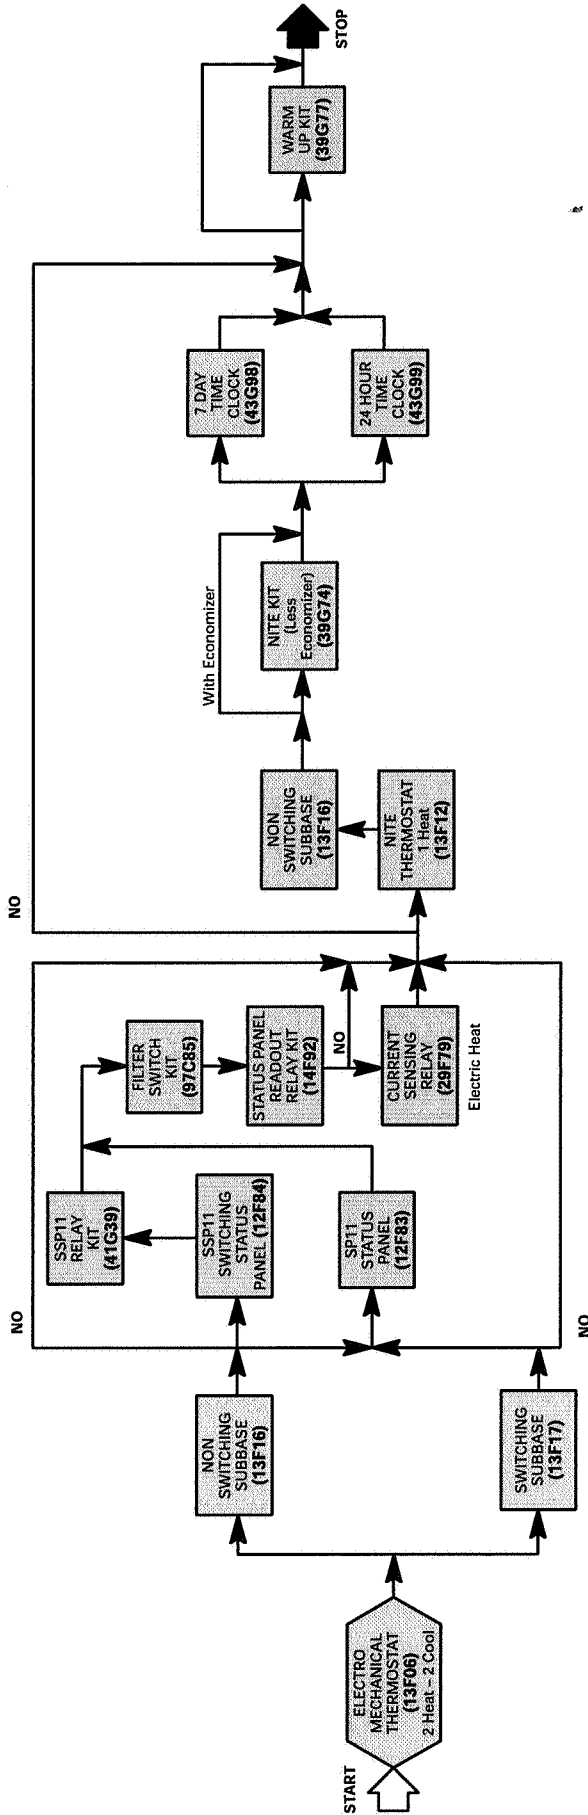 START
ELECTRO
MECHANICAL
THERMOSTAT
(13F06)
2 Heat – 2 Cool
NON
SWITCHING
SUBBASE
(13F16)
SWITCHING
SUBBASE
(13F17)
NO
NO
SSP11
RELAY
KIT
(41G39)
SSP11
SWITCHING
STATUS
PANEL (12F84)
SP11
STATUS
PANEL
(12F83)
FILTER
SWITCH
KIT
(97C85)
STATUS PANEL
READOUT
RELAY KIT
(14F92)
NO
CURRENT
SENSING
RELAY
(29F79)
Electric Heat
NO
NON
SWITCHING
SUBBASE
(13F16)
NITE
THERMOSTAT
1 Heat
(13F12)
With Economizer
NITE KIT
(Less
Economizer)
(39G74)
7 DAY
TIME
CLOCK
(43G98)
24 HOUR
TIME
CLOCK
(43G99)
WARM
UP KIT
(39G77)
STOP